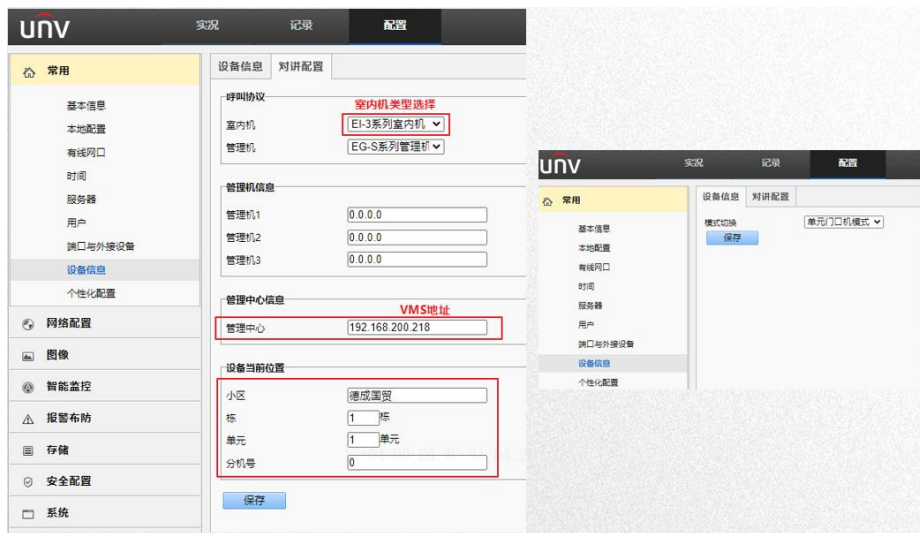 unv
实况 记录 配置
常用
基本信息
本地配置
有线网口
时间
服务器
用户
端口与外接设备
设备信息
个性化配置
网络配置
图像
智能监控
报警布防
存储
安全配置
系统
设备信息 对讲配置
呼叫协议
室内机类型选择
室内机 EI-3系列室内机
管理机 EG-S系列管理机
管理机信息
管理机1 0.0.0.0
管理机2 0.0.0.0
管理机3 0.0.0.0
管理中心信息
VMS地址
管理中心 192.168.200.218
设备当前位置
小区 德成国贸
栋 1 栋
单元 1 单元
分机号 0
保存
unv
实况 记录 配置
常用
基本信息
本地配置
有线网口
时间
服务器
用户
端口与外接设备
设备信息
个性化配置
设备信息 对讲配置
模式切换 单元门口机模式
保存